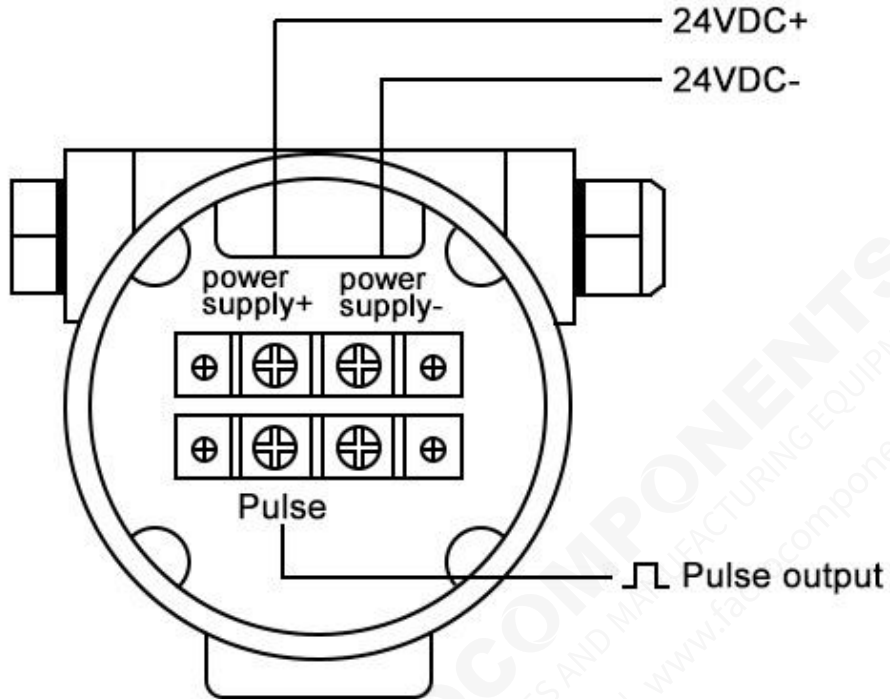 24VDC+
24VDC-
power supply+
power supply-
Pulse
Pulse output